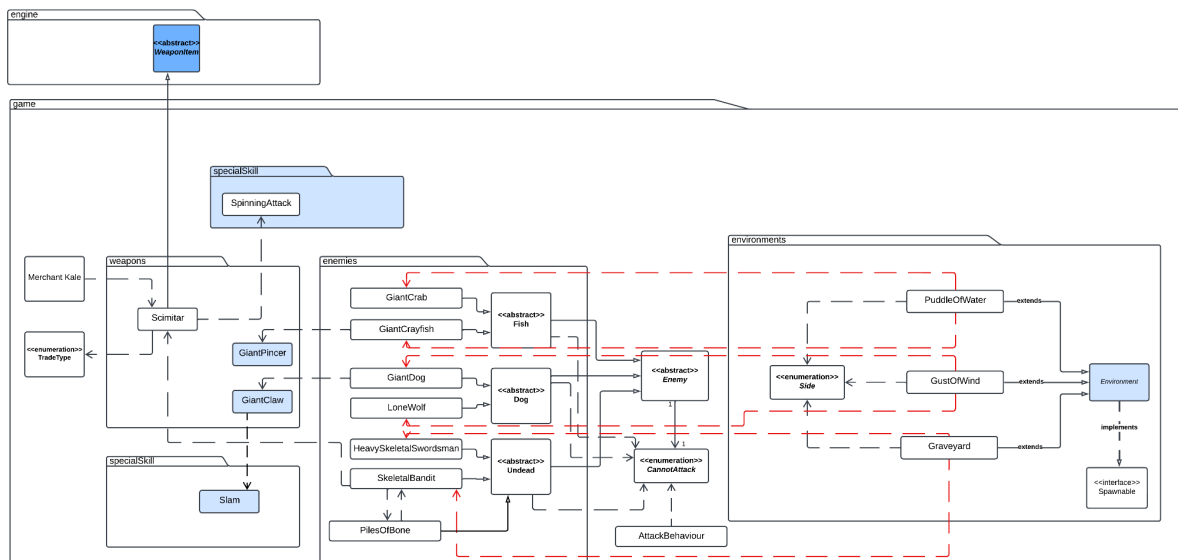 engine
<<abstract>>
WeaponItem
game
specialSkill
SpinningAttack
weapons
Merchant Kale
Scimitar
<<enumeration>>
TradeType
GiantPincer
GiantClaw
specialSkill
Slam
enemies
GiantCrab
GiantCrayfish
<<abstract>>
Fish
GiantDog
LoneWolf
<<abstract>>
Dog
HeavySkeletalSwordsman
SkeletalBandit
<<abstract>>
Undead
PilesOfBone
<<abstract>>
Enemy
1
1
<<enumeration>>
CannotAttack
AttackBehaviour
environments
PuddleOfWater
extends
<<enumeration>>
Side
GustOfWind
extends
Environment
Graveyard
extends
implements
<<interface>>
Spawnable